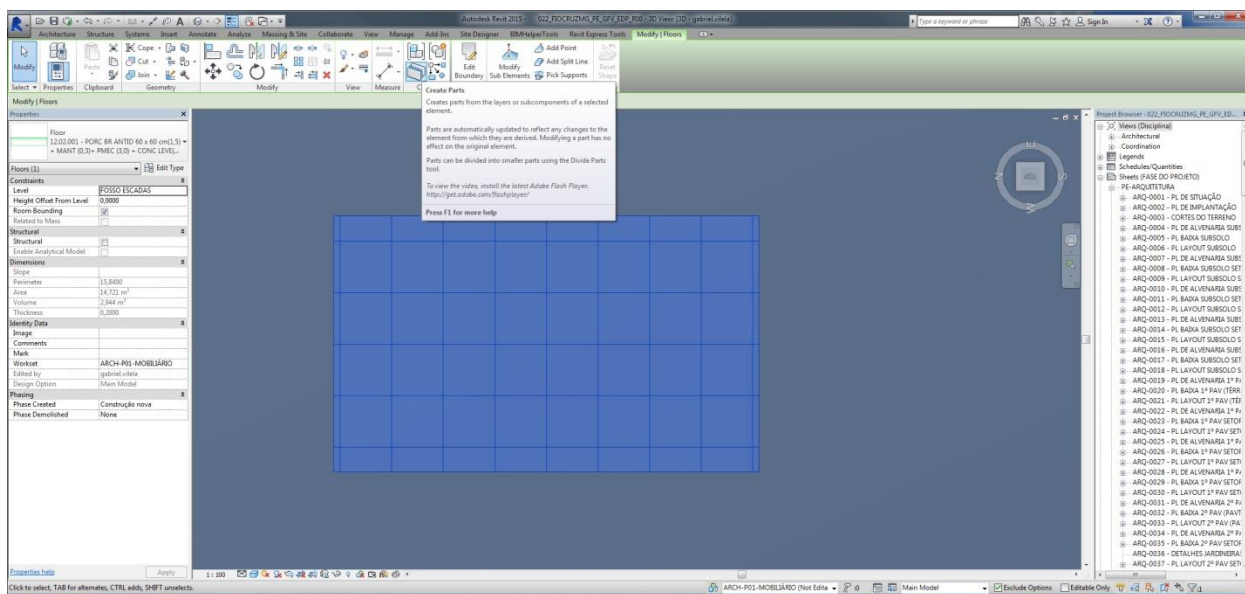 Autodesk Revit 2015 - 022_FIOCRUZMG_PE_GFV_EDP_R00 - 3D View: {3D - gabriel.vilela}
Type a keyword or phrase
Sign In
Architecture Structure Systems Insert Annotate Analyze Massing & Site Collaborate View Manage Add-Ins Site Designer BIMHelperTools Revit Express Tools Modify | Floors
Modify
Paste
Cope
Cut
Join
Edit Boundary
Modify Sub Elements
Add Point
Add Split Line
Pick Supports
Reset Shape
Select Properties Clipboard Geometry Modify View Measure
Modify | Floors
Create Parts
Creates parts from the layers or subcomponents of a selected
element.
Parts are automatically updated to reflect any changes to the
element from which they are derived. Modifying a part has no
effect on the original element.
Parts can be divided into smaller parts using the Divide Parts
tool.
To view the video, install the latest Adobe Flash Player.
http://get.adobe.com/flashplayer/
Press F1 for more help
Properties
Floor
12.02.001 - PORC BR ANTID 60 x 60 cm(1,5)
+ MANT (0,3)+ PMEC (3,0) + CONC LEVE(...
Floors (1) Edit Type
Constraints
Level FOSSO ESCADAS
Height Offset From Level 0,0000
Room Bounding
Related to Mass
Structural
Structural
Enable Analytical Model
Dimensions
Slope
Perimeter 15,8400
Area 14,721 m²
Volume 2,944 m³
Thickness 0,2000
Identity Data
Image
Comments
Mark
Workset ARCH-P01-MOBILIÁRIO
Edited by gabriel.vilela
Design Option Main Model
Phasing
Phase Created Construção nova
Phase Demolished None
Properties help Apply
TOP
Project Browser - 022_FIOCRUZMG_PE_GFV_ED...
Views (Disciplina)
Architectural
Coordination
Legends
Schedules/Quantities
Sheets (FASE DO PROJETO)
PE-ARQUITETURA
ARQ-0001 - PL DE SITUAÇÃO
ARQ-0002 - PL DE IMPLANTAÇÃO
ARQ-0003 - CORTES DO TERRENO
ARQ-0004 - PL DE ALVENARIA SUBS
ARQ-0005 - PL BAIXA SUBSOLO
ARQ-0006 - PL LAYOUT SUBSOLO
ARQ-0007 - PL DE ALVENARIA SUBS
ARQ-0008 - PL BAIXA SUBSOLO SET
ARQ-0009 - PL LAYOUT SUBSOLO S
ARQ-0010 - PL DE ALVENARIA SUBS
ARQ-0011 - PL BAIXA SUBSOLO SET
ARQ-0012 - PL LAYOUT SUBSOLO S
ARQ-0013 - PL DE ALVENARIA SUBS
ARQ-0014 - PL BAIXA SUBSOLO SET
ARQ-0015 - PL LAYOUT SUBSOLO S
ARQ-0016 - PL DE ALVENARIA SUBS
ARQ-0017 - PL BAIXA SUBSOLO SET
ARQ-0018 - PL LAYOUT SUBSOLO S
ARQ-0019 - PL DE ALVENARIA 1º PA
ARQ-0020 - PL BAIXA 1º PAV (TÉRR
ARQ-0021 - PL LAYOUT 1º PAV (TÉF
ARQ-0022 - PL DE ALVENARIA 1º PA
ARQ-0023 - PL BAIXA 1º PAV SETOF
ARQ-0024 - PL LAYOUT 1º PAV SETO
ARQ-0025 - PL DE ALVENARIA 1º PA
ARQ-0026 - PL BAIXA 1º PAV SETOF
ARQ-0027 - PL LAYOUT 1º PAV SETO
ARQ-0028 - PL DE ALVENARIA 1º PA
ARQ-0029 - PL BAIXA 1º PAV SETOF
ARQ-0030 - PL LAYOUT 1º PAV SETO
ARQ-0031 - PL DE ALVENARIA 2º PA
ARQ-0032 - PL BAIXA 2º PAV (PAVT
ARQ-0033 - PL LAYOUT 2º PAV (PA
ARQ-0034 - PL DE ALVENARIA 2º PA
ARQ-0035 - PL BAIXA 2º PAV SETOF
ARQ-0036 - DETALHES JARDINEIRAS
ARQ-0037 - PL LAYOUT 2º PAV SETO
1 : 100
Click to select, TAB for alternates, CTRL adds, SHIFT unselects.
ARCH-P01-MOBILIÁRIO (Not Edita :0 Main Model Exclude Options Editable Only :1